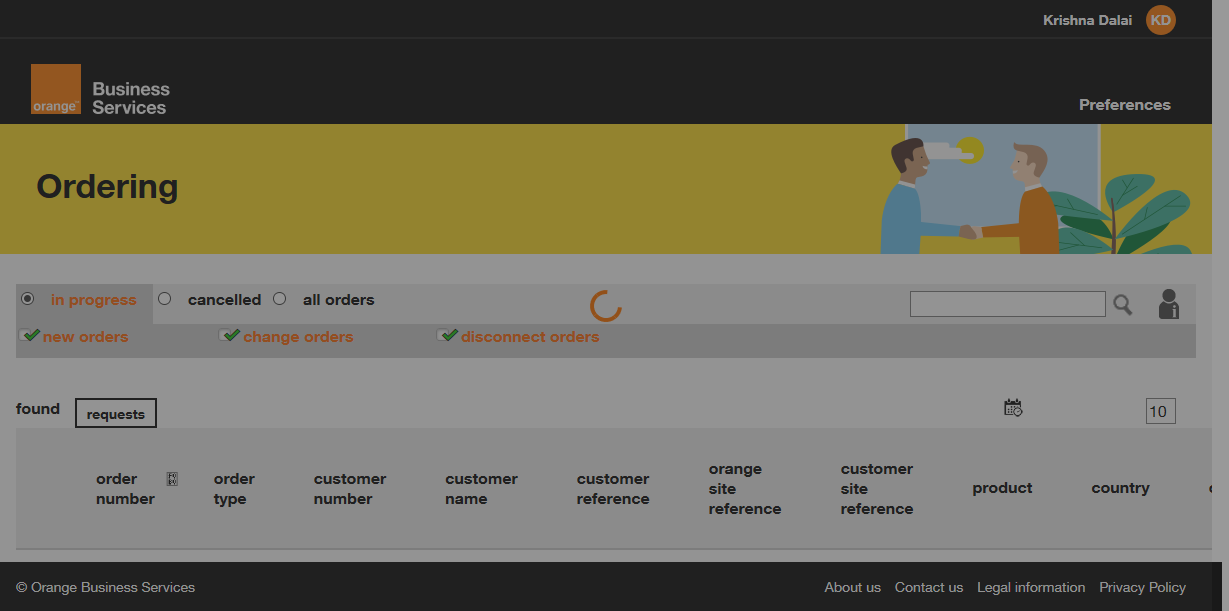 Krishna Dalai KD
orange™
Business
Services
Preferences
Ordering
in progress cancelled all orders
new orders change orders disconnect orders
found requests 10
order
number
order
type
customer
number
customer
name
customer
reference
orange
site
reference
customer
site
reference
product
country
© Orange Business Services About us Contact us Legal information Privacy Policy